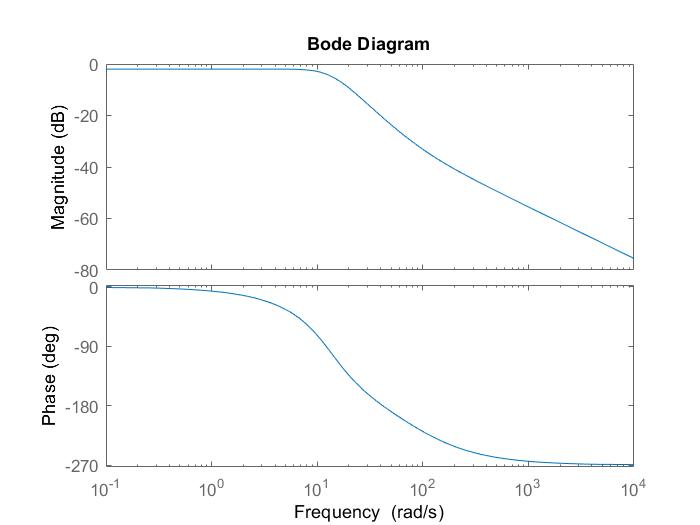 Bode Diagram
Magnitude (dB)
0
-20
-40
-60
-80
Phase (deg)
0
-90
-180
-270
10^-1 10^0 10^1 10^2 10^3 10^4
Frequency (rad/s)